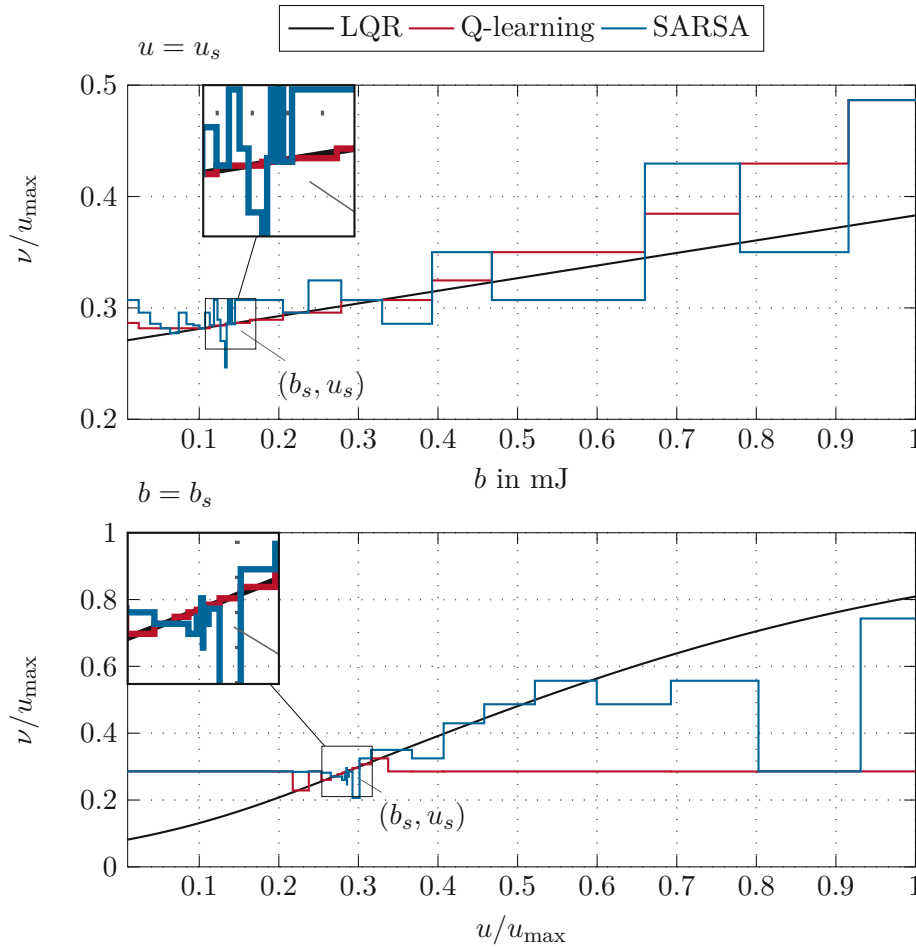 LQR Q-learning SARSA
u = u_s
0.5
0.4
0.3
0.2
ν/u_max
(b_s, u_s)
0.1 0.2 0.3 0.4 0.5 0.6 0.7 0.8 0.9 1
b in mJ
b = b_s
1
0.8
0.6
0.4
0.2
0
ν/u_max
(b_s, u_s)
0.1 0.2 0.3 0.4 0.5 0.6 0.7 0.8 0.9 1
u/u_max